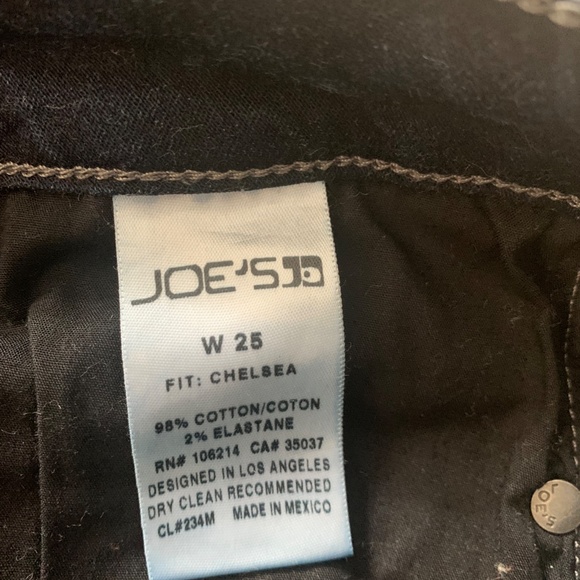 JOE'S
W 25
FIT: CHELSEA
98% COTTON/COTON
2% ELASTANE
RN# 106214 CA# 35037
DESIGNED IN LOS ANGELES
DRY CLEAN RECOMMENDED
CL#234M MADE IN MEXICO
JOE'S